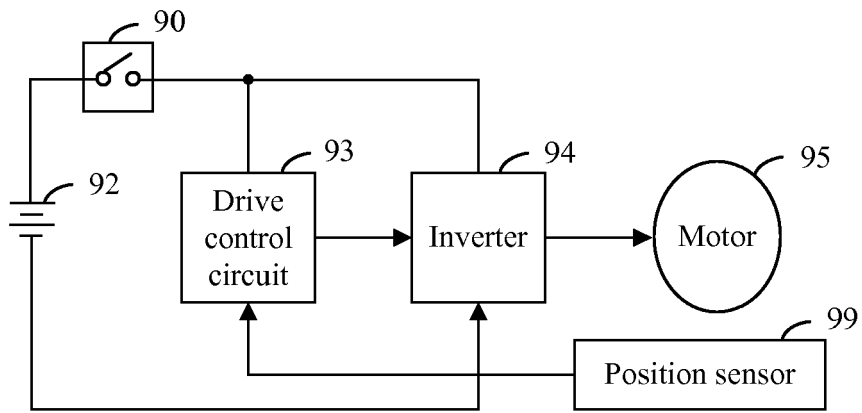 90
92
93
94
95
Drive
control
circuit
Inverter
Motor
99
Position sensor